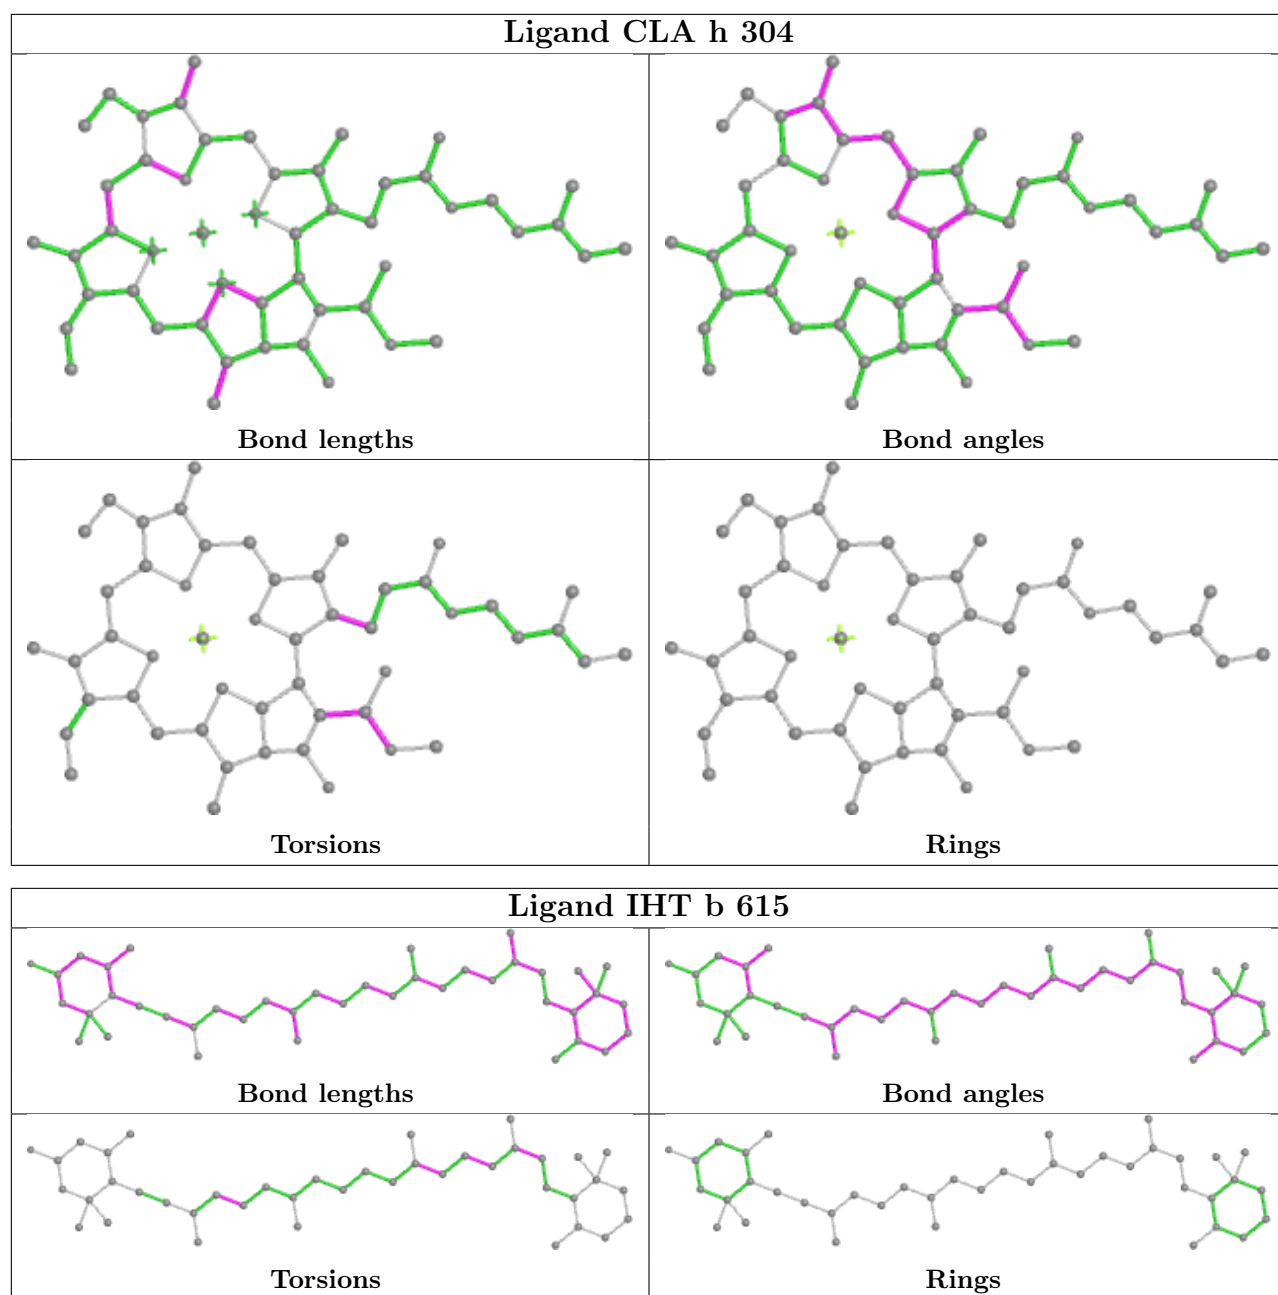 Ligand CLA h 304
Bond lengths
Bond angles
Torsions
Rings
Ligand IHT b 615
Bond lengths
Bond angles
Torsions
Rings